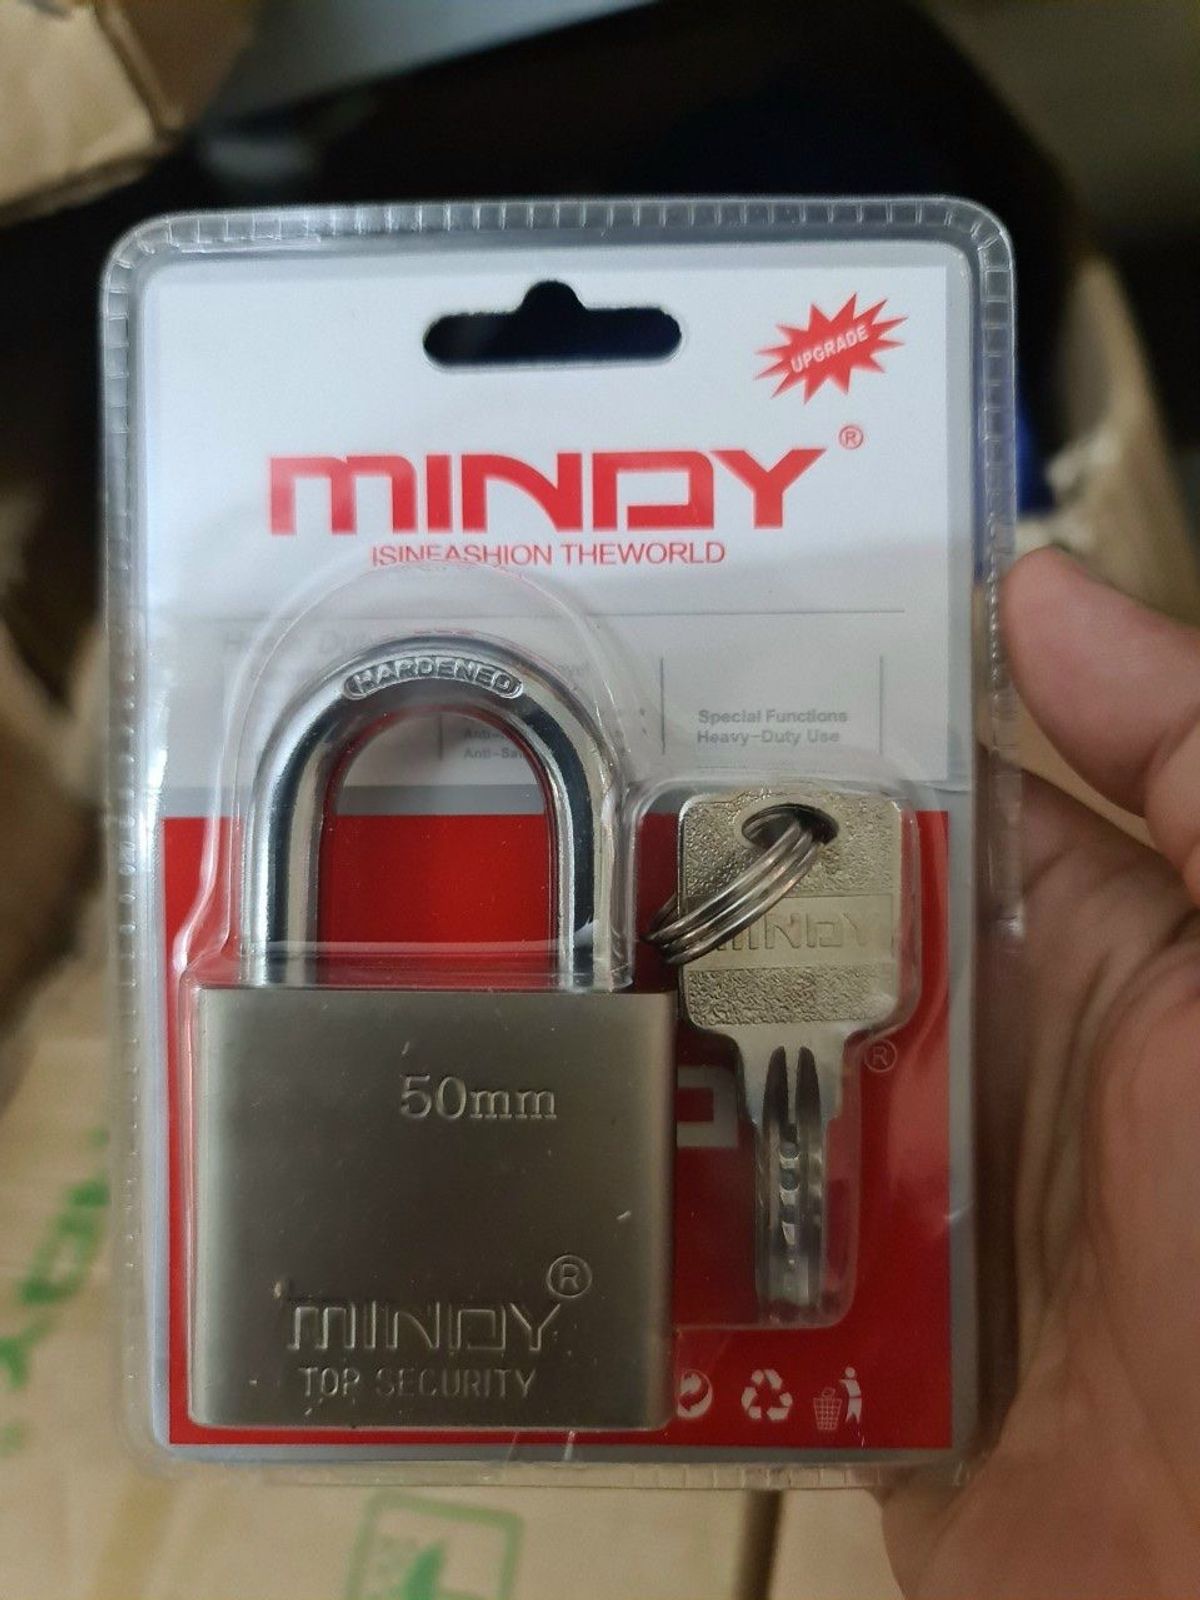 UPGRADE
MINDY ®
ISINFASHION THEWORLD
HARDENED
Special Functions
Heavy-Duty Use
MINDY
®
50mm
MINDY ®
TOP SECURITY